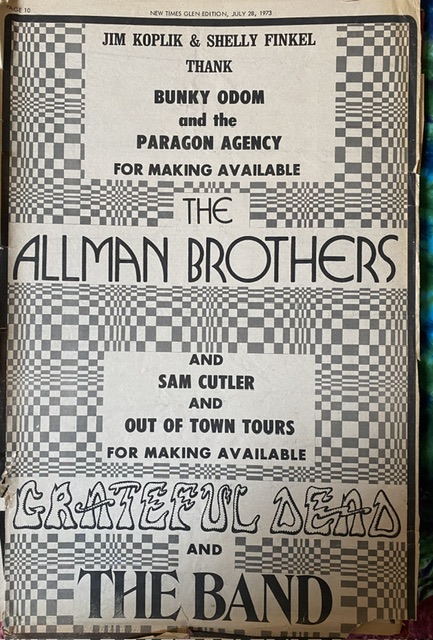 PAGE 10
NEW TIMES GLEN EDITION, JULY 28, 1973
JIM KOPLIK & SHELLY FINKEL
THANK
BUNKY ODOM
and the
PARAGON AGENCY
FOR MAKING AVAILABLE
THE
ALLMAN BROTHERS
AND
SAM CUTLER
AND
OUT OF TOWN TOURS
FOR MAKING AVAILABLE
GRATEFUL DEAD
AND
THE BAND